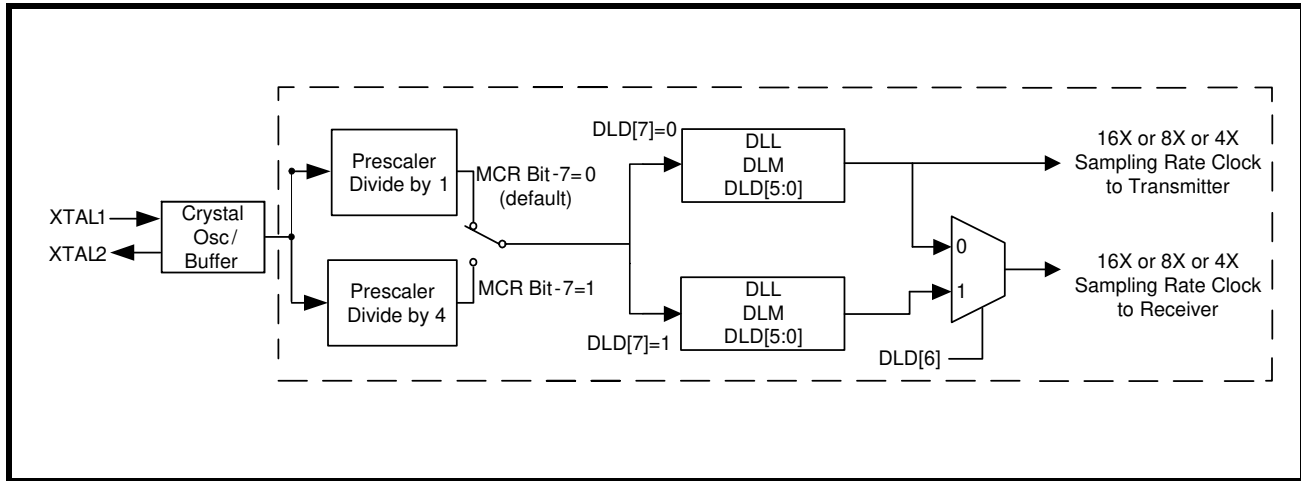 XTAL1
XTAL2
Crystal
Osc/
Buffer
Prescaler
Divide by 1
MCR Bit-7=0
(default)
Prescaler
Divide by 4
MCR Bit-7=1
DLD[7]=0
DLL
DLM
DLD[5:0]
DLD[7]=1
DLL
DLM
DLD[5:0]
0
1
DLD[6]
16X or 8X or 4X
Sampling Rate Clock
to Transmitter
16X or 8X or 4X
Sampling Rate Clock
to Receiver